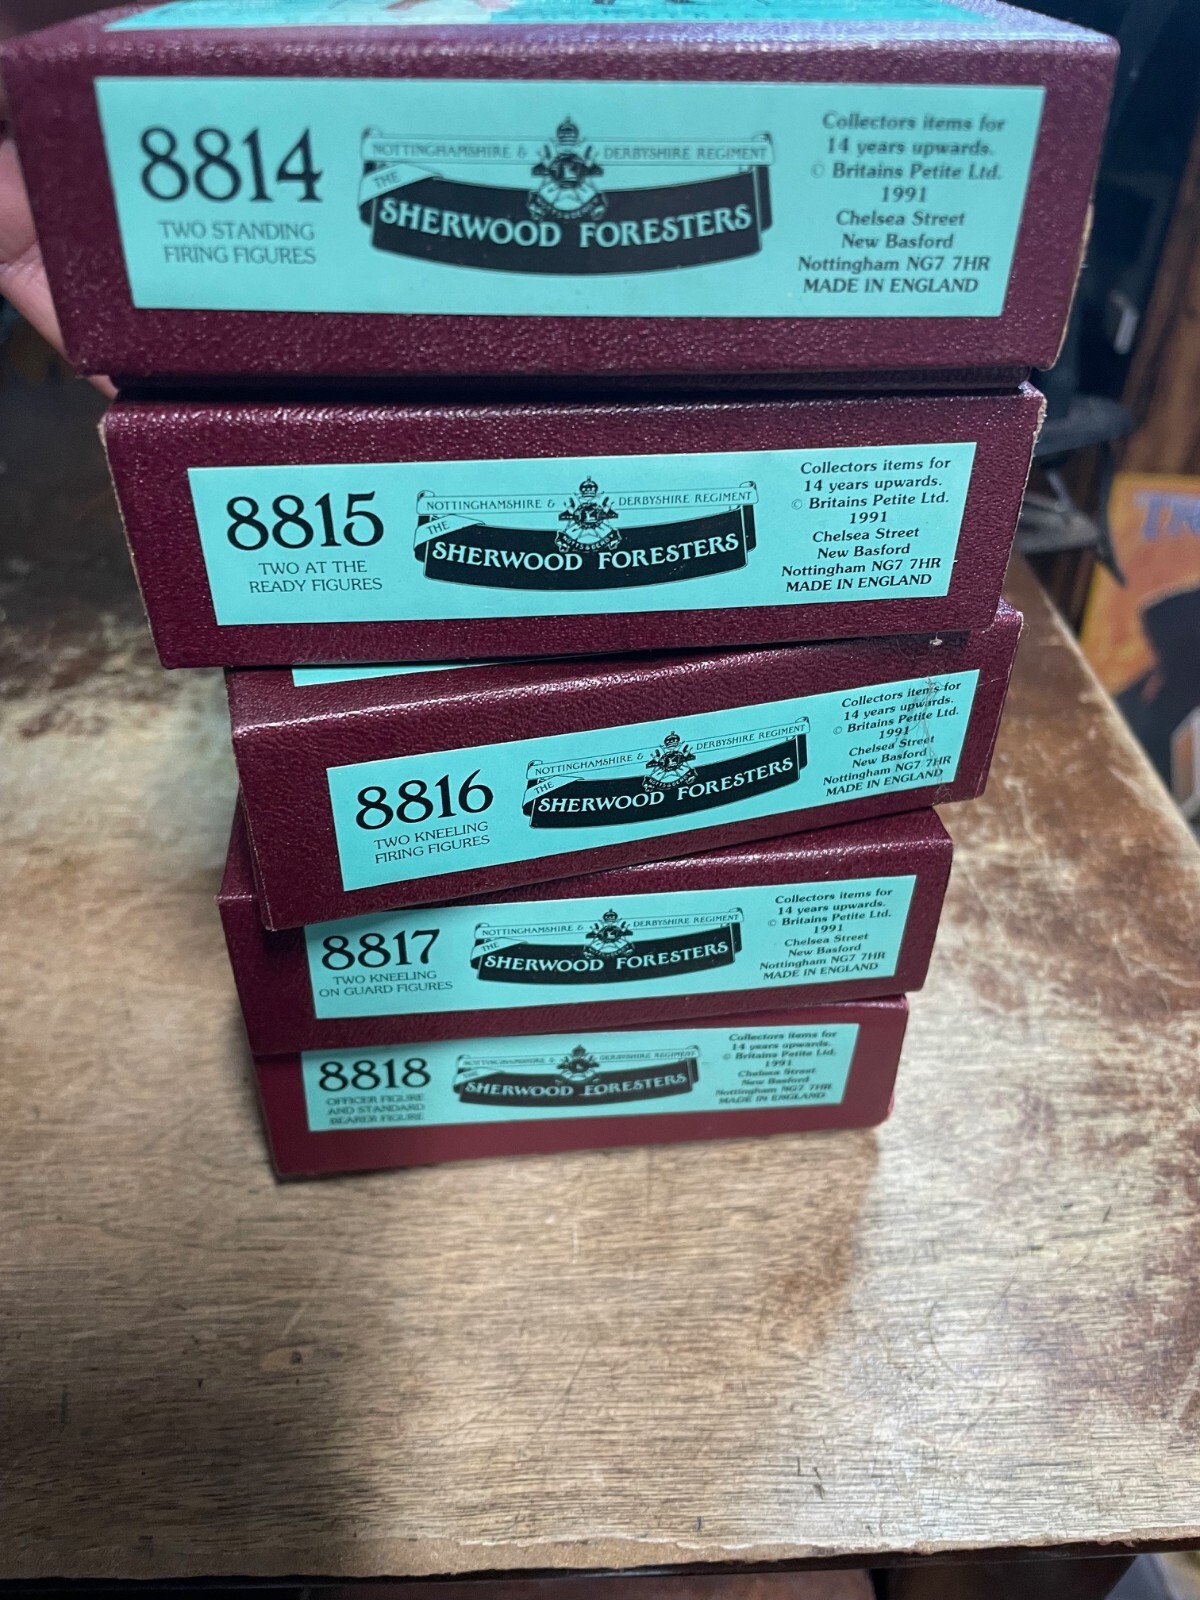 8814
TWO STANDING
FIRING FIGURES
NOTTINGHAMSHIRE & DERBYSHIRE REGIMENT
THE
SHERWOOD FORESTERS
Collectors items for
14 years upwards.
© Britains Petite Ltd.
1991
Chelsea Street
New Basford
Nottingham NG7 7HR
MADE IN ENGLAND
8815
TWO AT THE
READY FIGURES
NOTTINGHAMSHIRE & DERBYSHIRE REGIMENT
THE
NOTTS & DERBY
SHERWOOD FORESTERS
Collectors items for
14 years upwards.
© Britains Petite Ltd.
1991
Chelsea Street
New Basford
Nottingham NG7 7HR
MADE IN ENGLAND
8816
TWO KNEELING
FIRING FIGURES
NOTTINGHAMSHIRE & DERBYSHIRE REGIMENT
THE
SHERWOOD FORESTERS
Collectors items for
14 years upwards.
© Britains Petite Ltd.
1991
Chelsea Street
New Basford
Nottingham NG7 7HR
MADE IN ENGLAND
8817
TWO KNEELING
ON GUARD FIGURES
NOTTINGHAMSHIRE & DERBYSHIRE REGIMENT
THE
SHERWOOD FORESTERS
Collectors items for
14 years upwards.
© Britains Petite Ltd.
1991
Chelsea Street
New Basford
Nottingham NG7 7HR
MADE IN ENGLAND
8818
OFFICER FIGURE
AND STANDARD
BEARER FIGURE
NOTTINGHAMSHIRE & DERBYSHIRE REGIMENT
THE
SHERWOOD FORESTERS
Collectors items for
14 years upwards.
© Britains Petite Ltd.
1991
Chelsea Street
New Basford
Nottingham NG7 7HR
MADE IN ENGLAND